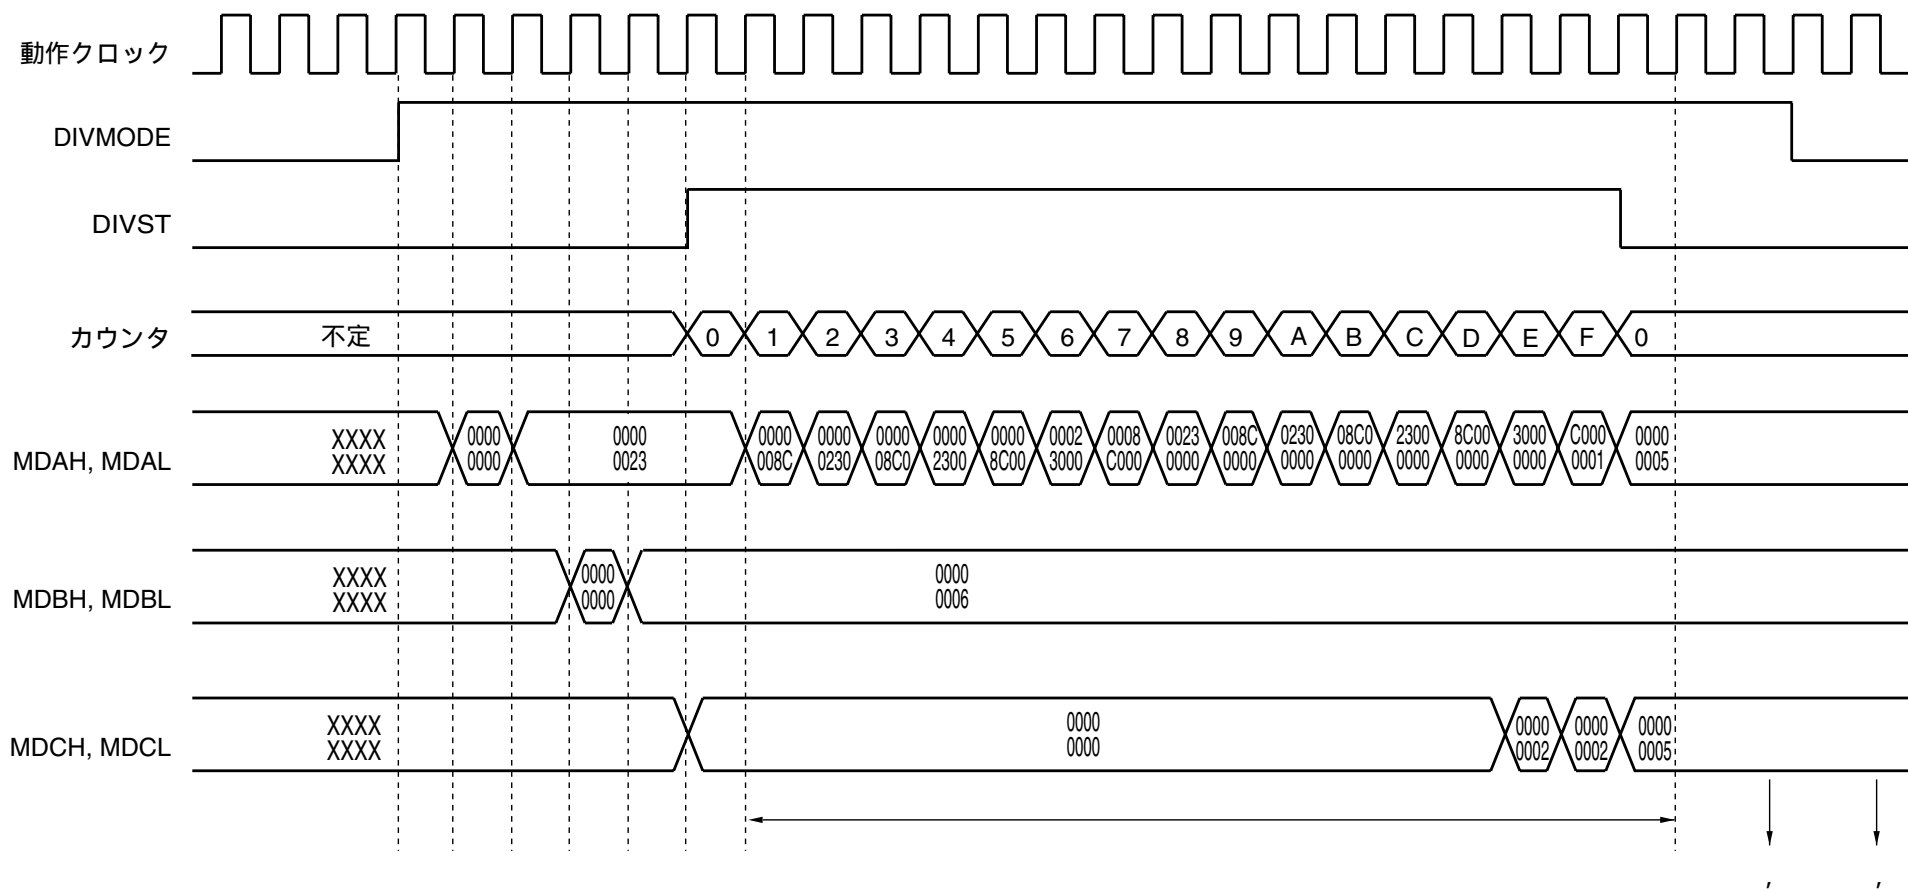 動作クロック
DIVMODE
DIVST
カウンタ 不定 0 1 2 3 4 5 6 7 8 9 A B C D E F 0
XXXX 0000 0000 0000 0000 0000 0000 0000 0002 0008 0023 008C 0230 08C0 2300 8C00 3000 C000 0000
MDAH, MDAL XXXX 0000 0023 008C 0230 08C0 2300 8C00 3000 C000 0000 0000 0000 0000 0000 0000 0000 0001 0005
XXXX 0000 0000
MDBH, MDBL XXXX 0000 0006
XXXX 0000 0000 0000 0000
MDCH, MDCL XXXX 0000 0002 0002 0005
, ,